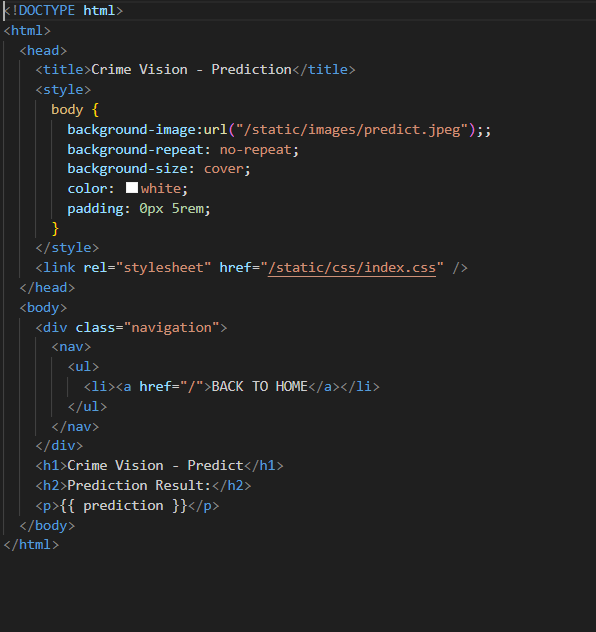 <!DOCTYPE html>
<html>
<head>
<title>Crime Vision - Prediction</title>
<style>
body {
background-image:url("/static/images/predict.jpeg");;
background-repeat: no-repeat;
background-size: cover;
color: white;
padding: 0px 5rem;
}
</style>
<link rel="stylesheet" href="/static/css/index.css" />
</head>
<body>
<div class="navigation">
<nav>
<ul>
<li><a href="/">BACK TO HOME</a></li>
</ul>
</nav>
</div>
<h1>Crime Vision - Predict</h1>
<h2>Prediction Result:</h2>
<p>{{ prediction }}</p>
</body>
</html>